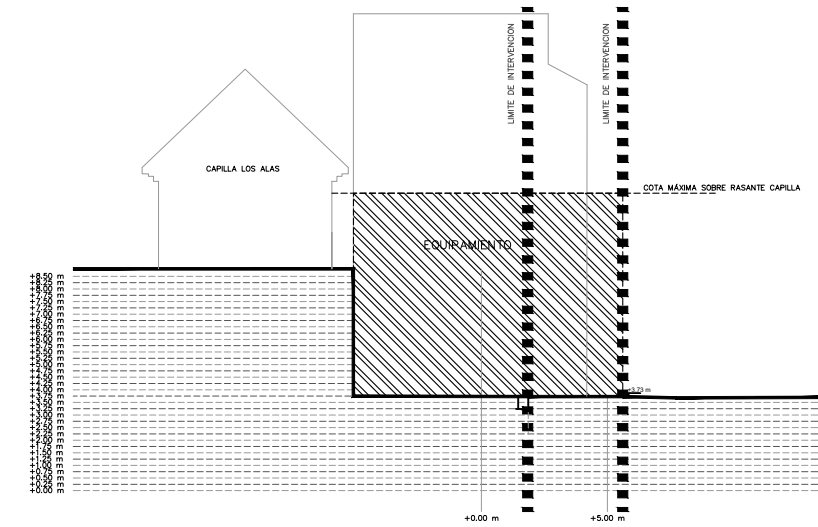 LIMITE DE INTERVENCION
LIMITE DE INTERVENCION
CAPILLA LOS ALAS
COTA MÁXIMA SOBRE RASANTE CAPILLA
EQUIPAMIENTO
+8.50 m
+8.25 m
+8.00 m
+7.75 m
+7.50 m
+7.25 m
+7.00 m
+6.75 m
+6.50 m
+6.25 m
+6.00 m
+5.75 m
+5.50 m
+5.25 m
+5.00 m
+4.75 m
+4.50 m
+4.25 m
+4.00 m
+3.73 m
+3.75 m
+3.50 m
+3.25 m
+3.00 m
+2.75 m
+2.50 m
+2.25 m
+2.00 m
+1.75 m
+1.50 m
+1.25 m
+1.00 m
+0.75 m
+0.50 m
+0.25 m
+0.00 m
+0.00 m
+5.00 m